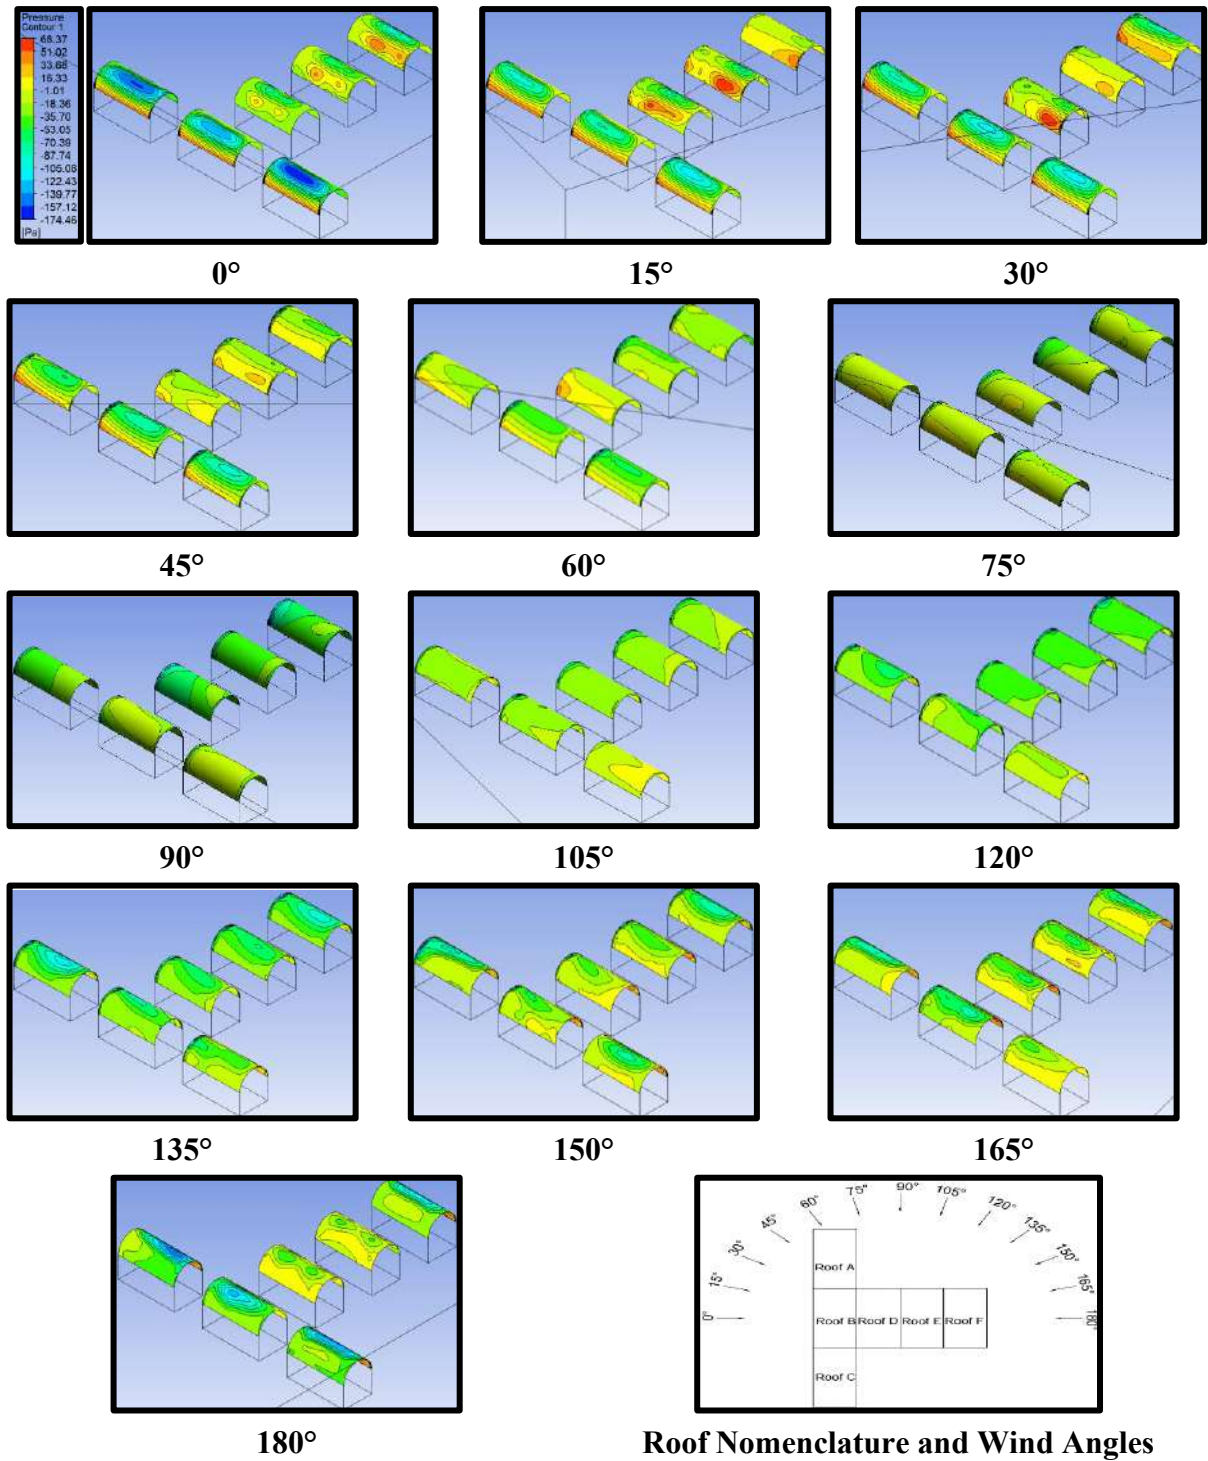 Pressure
Contour 1
66.37
51.02
33.68
16.33
-1.01
-18.36
-35.70
-53.05
-70.39
-87.74
-105.08
-122.43
-139.77
-157.12
-174.46
[Pa]
0° 15° 30°
45° 60° 75°
90° 105° 120°
135° 150° 165°
60° 75° 90° 105° 120°
45° 135°
30° 150°
Roof A
15° 165°
0° Roof B Roof D Roof E Roof F 180°
Roof C
180° Roof Nomenclature and Wind Angles